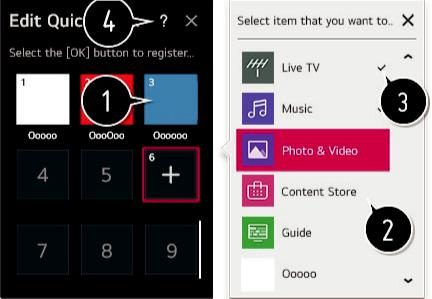 Edit Quic
4
?
Select the [OK] button to register...
1
2
3
1
Ooooo
OooOoo
Oooooo
4
5
6
+
7
8
9
Select item that you want to..
Live TV
3
Music
Photo & Video
Content Store
2
Guide
Ooooo